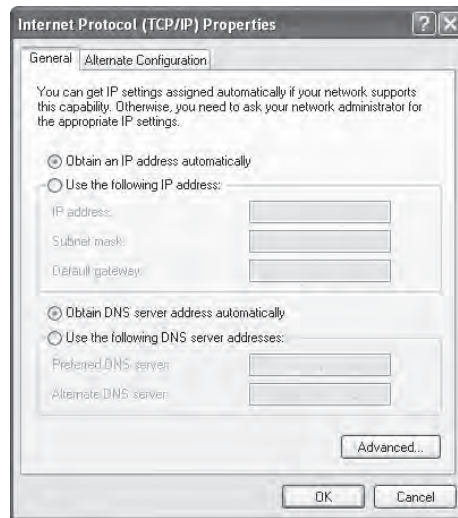 Internet Protocol (TCP/IP) Properties
General
Alternate Configuration
You can get IP settings assigned automatically if your network supports
this capability. Otherwise, you need to ask your network administrator for
the appropriate IP settings.
Obtain an IP address automatically
Use the following IP address:
IP address:
Subnet mask:
Default gateway:
Obtain DNS server address automatically
Use the following DNS server addresses:
Preferred DNS server:
Alternate DNS server:
Advanced...
OK
Cancel